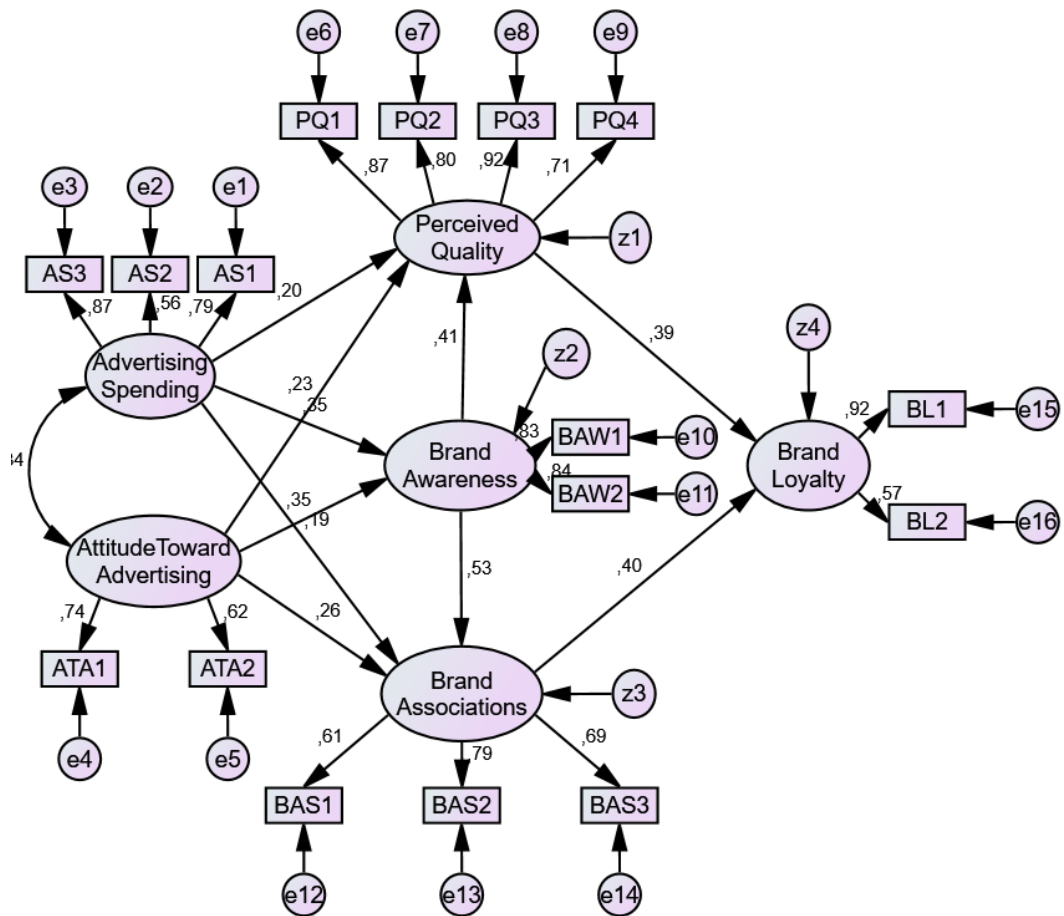 e6
e7
e8
e9
PQ1
PQ2
PQ3
PQ4
,87
,80
,92
,71
e3
e2
e1
AS3
AS2
AS1
,87
,56
,79
Perceived
Quality
z1
,20
,41
,39
Advertising
Spending
z2
z4
,23
,35
,83
BAW1
e10
Brand
Awareness
,84
BAW2
e11
Brand
Loyalty
,92
BL1
e15
,57
BL2
e16
,35
,19
AttitudeToward
Advertising
,53
,40
,74
,62
,26
ATA1
ATA2
Brand
Associations
z3
e4
e5
,61
,79
,69
BAS1
BAS2
BAS3
e12
e13
e14